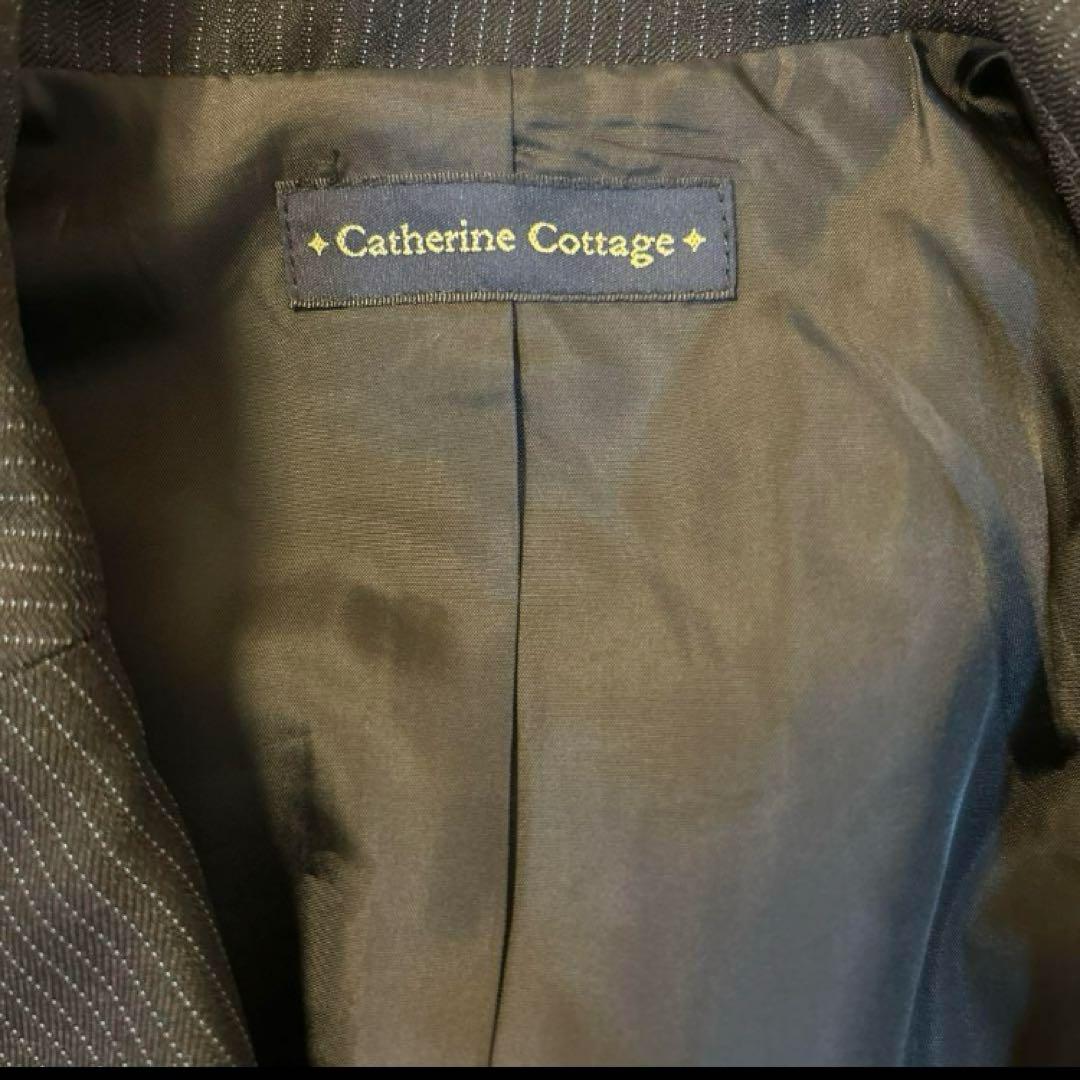 ✦ Catherine Cottage ✦